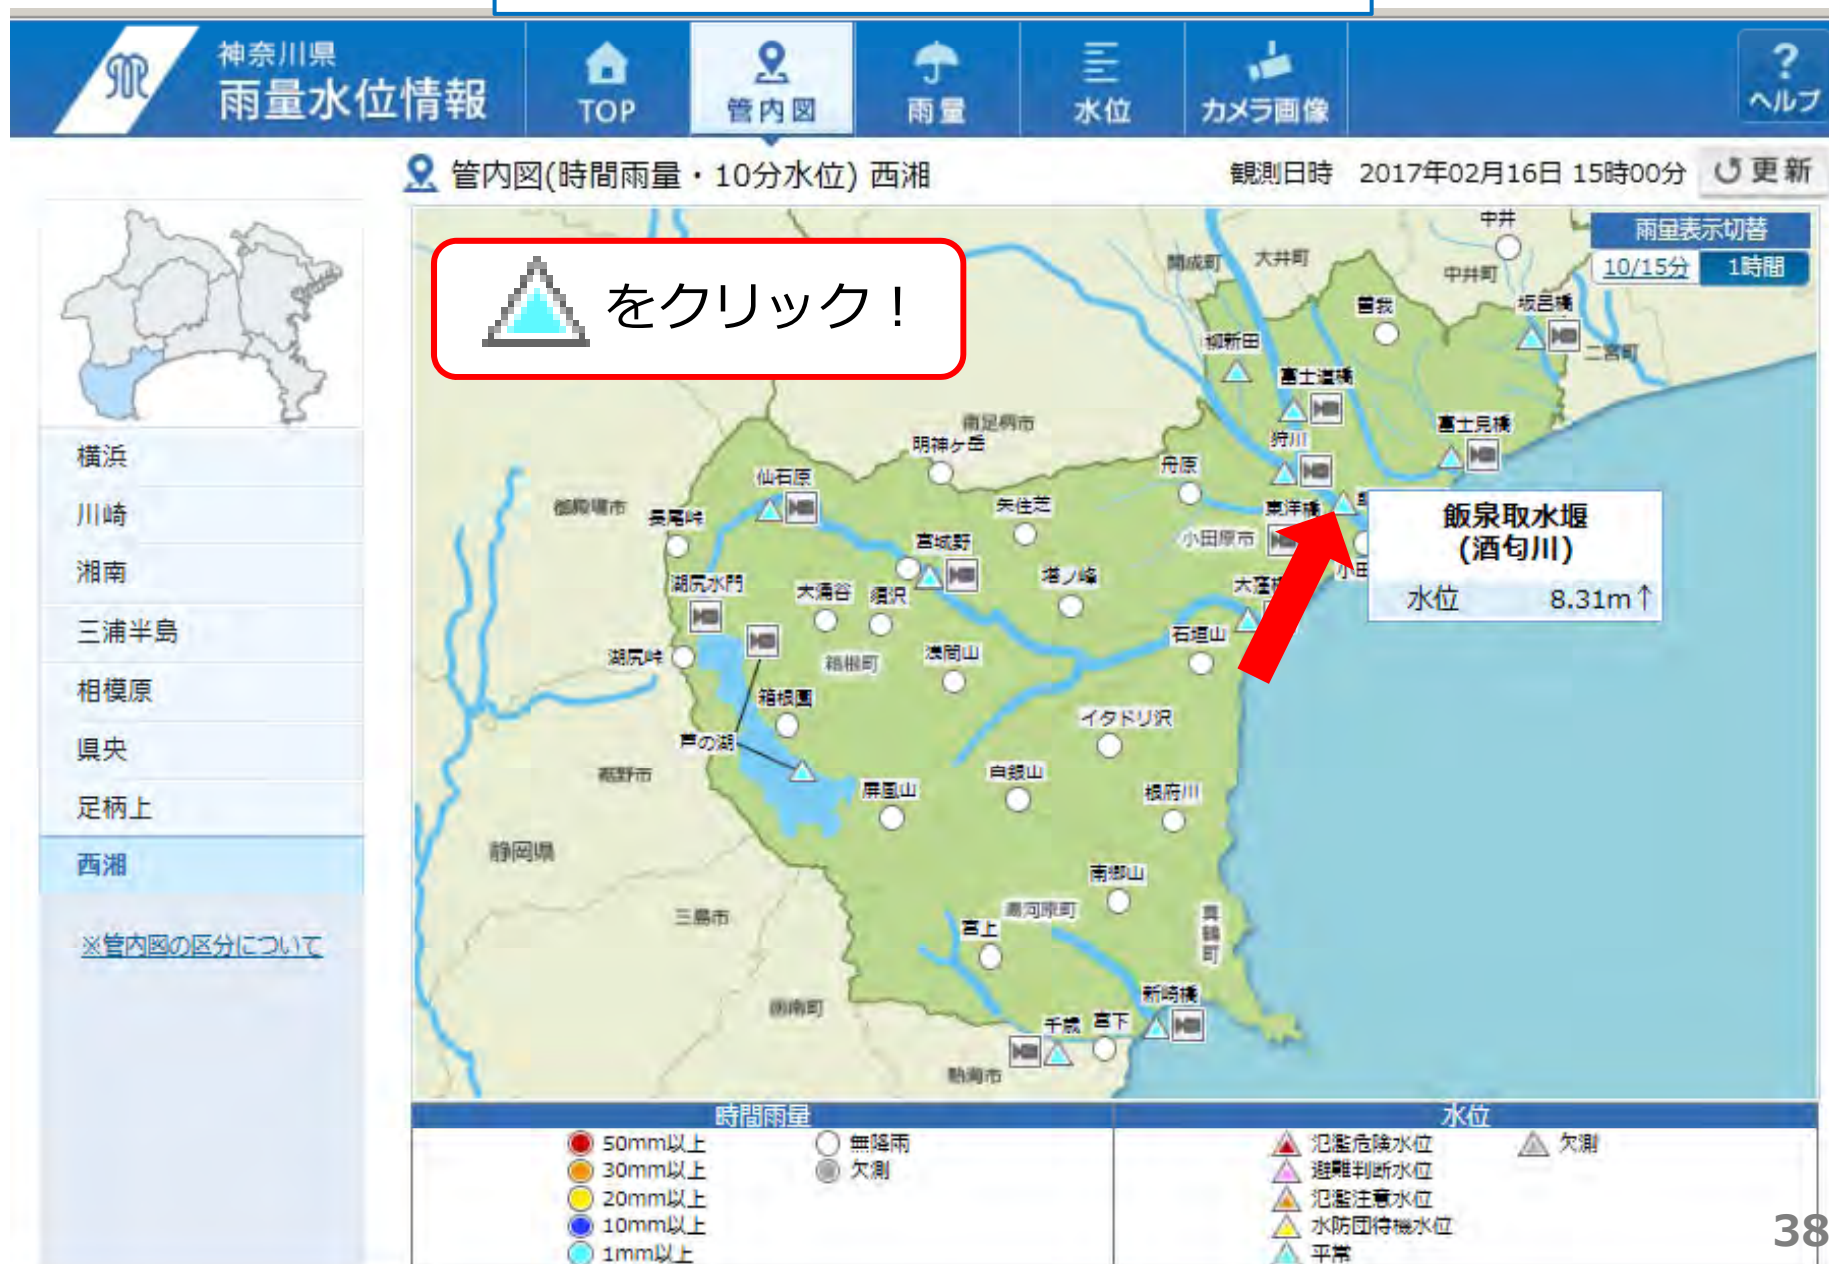 神奈川県
雨量水位情報
TOP
管内図
雨量
水位
カメラ画像
?
ヘルプ
管内図(時間雨量・10分水位) 西湘
観測日時 2017年02月16日 15時00分
更新
をクリック！
雨量表示切替
10/15分 1時間
横浜
川崎
湘南
三浦半島
相模原
県央
足柄上
西湘
※管内図の区分について
中井
開成町
大井町
中井町
曽我
坂呂橋
二宮町
柳新田
富士道橋
富士見橋
南足柄市
明神ヶ岳
狩川
舟原
仙石原
御殿場市
長尾峠
矢佐芝
東洋橋
小田原市
宮城野
塔ノ峰
湖尻水門
大涌谷
須沢
石垣山
湖尻峠
箱根町
浅間山
箱根園
イタドリ沢
芦の湖
裾野市
屏風山
白銀山
根府川
静岡県
南郷山
三島市
湯河原町
真鶴町
宮上
函南町
新崎橋
千歳
宮下
熱海市
飯泉取水堰
(酒匂川)
水位 8.31m↑
時間雨量
50mm以上
30mm以上
20mm以上
10mm以上
1mm以上
無降雨
欠測
水位
氾濫危険水位
避難判断水位
氾濫注意水位
水防団待機水位
平常
欠測
38